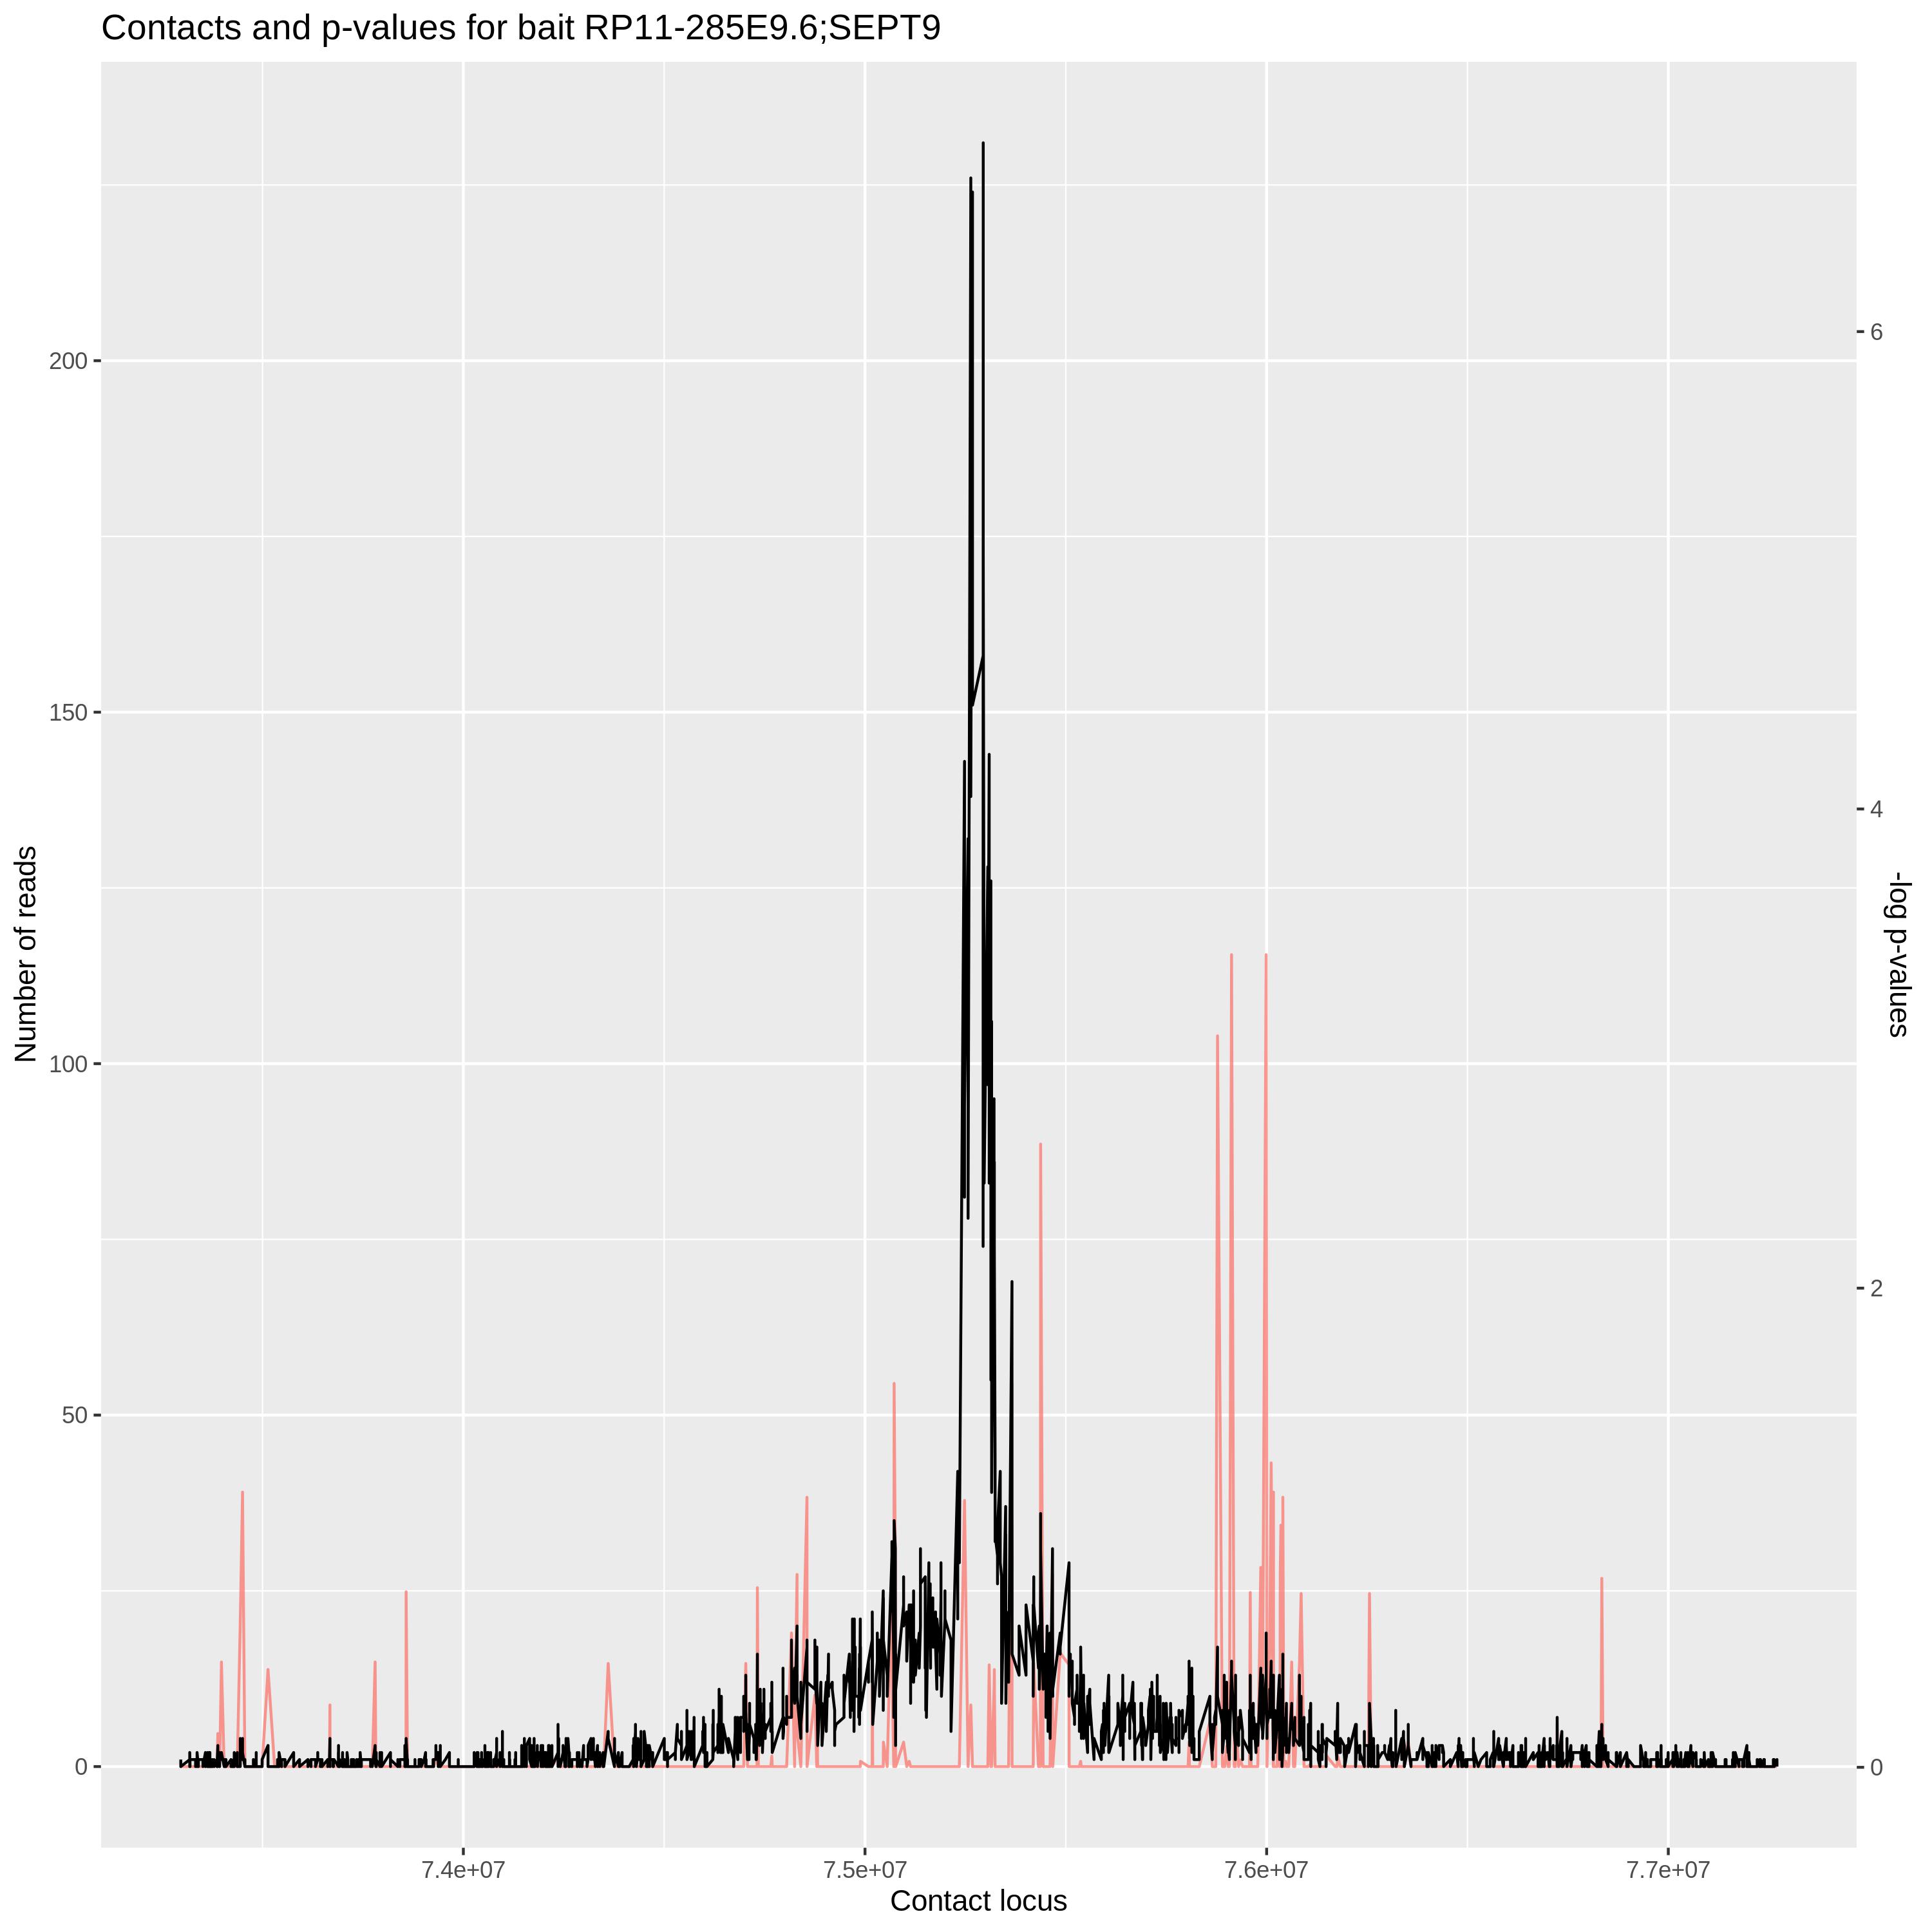 Contacts and p-values for bait RP11-285E9.6;SEPT9
Number of reads
200
150
100
50
0
6
4
2
0
-log p-values
7.4e+07
7.5e+07
7.6e+07
7.7e+07
Contact locus